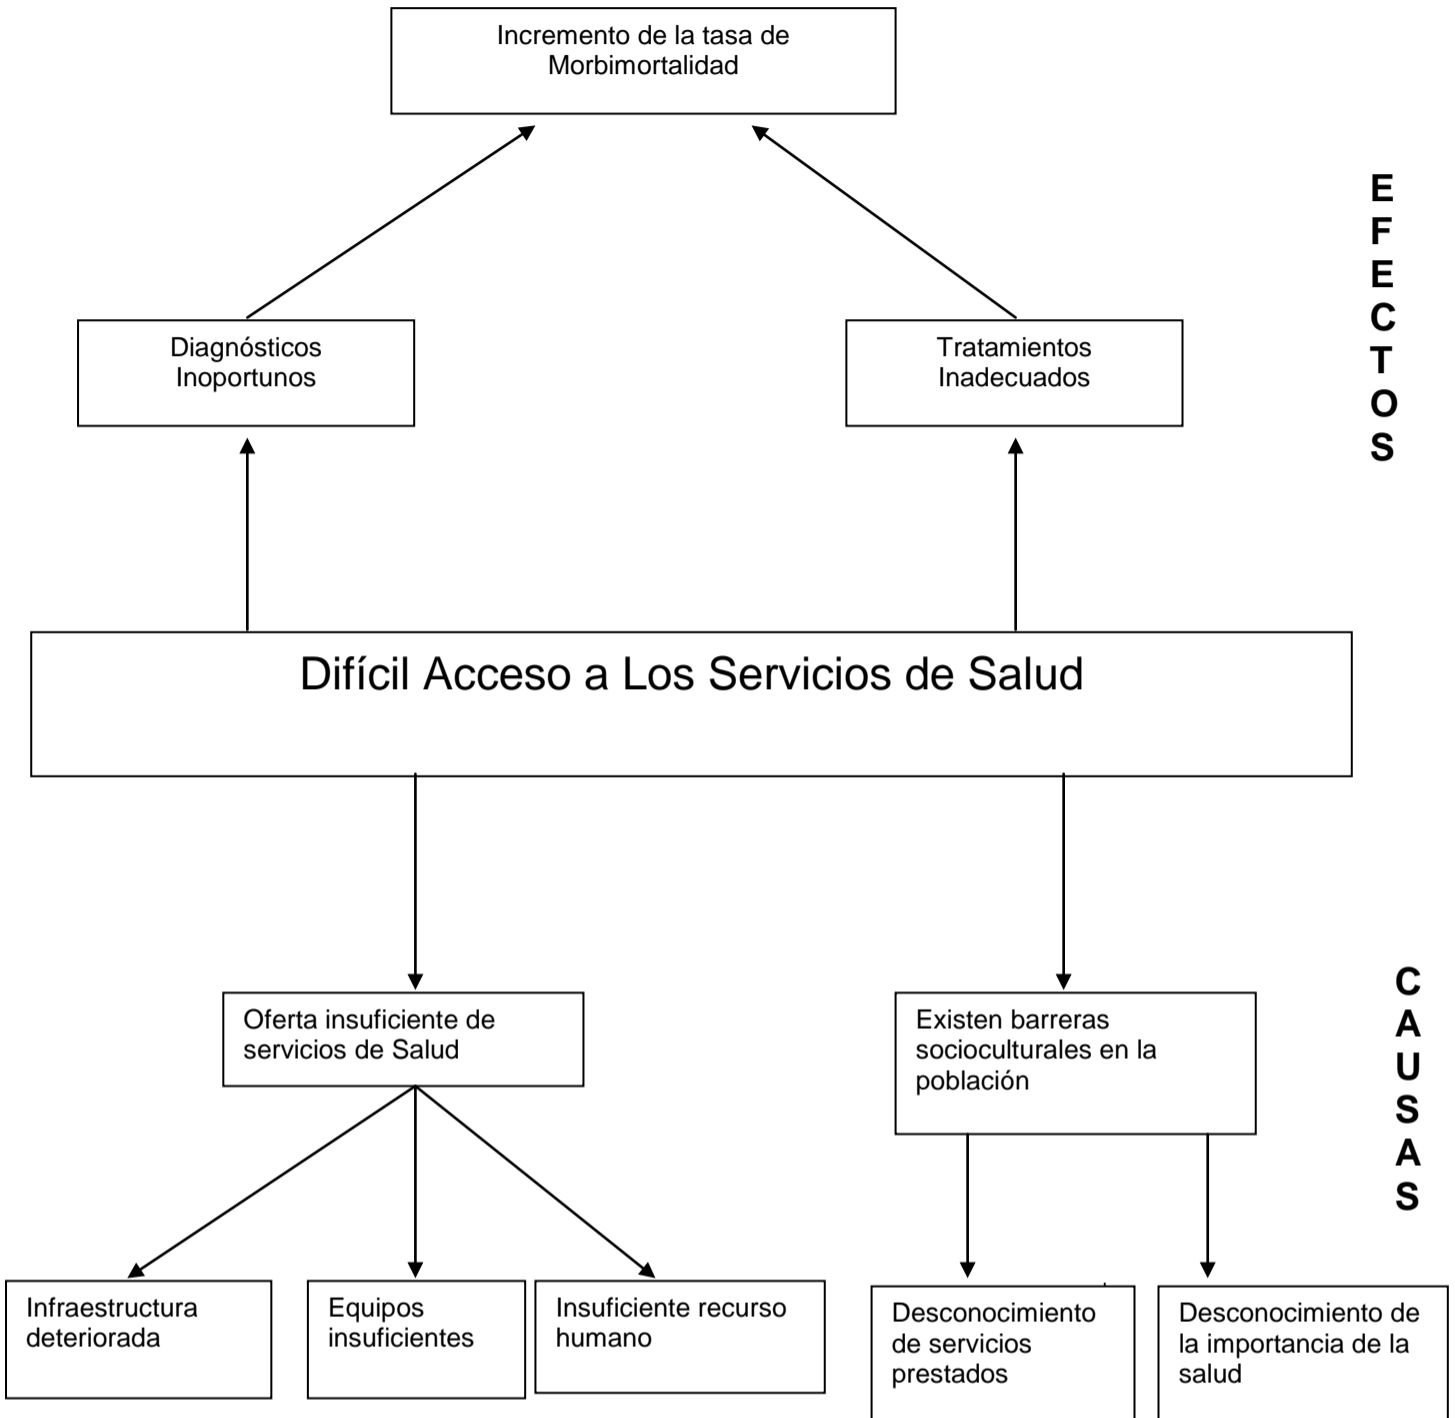 Incremento de la tasa de
Morbimortalidad
EFECTOS
Diagnósticos
Inoportunos
Tratamientos
Inadecuados
Difícil Acceso a Los Servicios de Salud
CAUSAS
Oferta insuficiente de
servicios de Salud
Existen barreras
socioculturales en la
población
Infraestructura
deteriorada
Equipos
insuficientes
Insuficiente recurso
humano
Desconocimiento
de servicios
prestados
Desconocimiento de
la importancia de la
salud